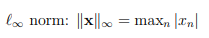 ℓ∞ norm: ‖x‖∞ = maxₙ |xₙ|